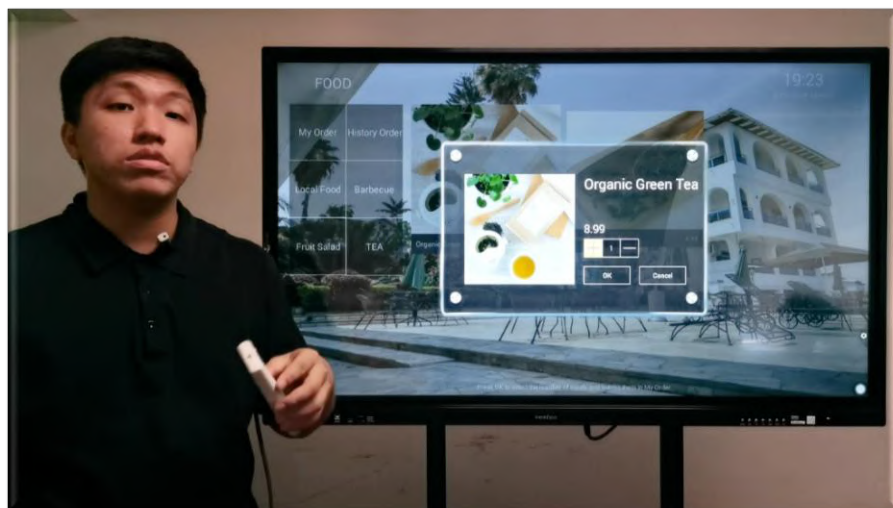 FOOD
19:23
My Order
History Order
Local Food
Barbecue
Fruit Salad
TEA
Organic
Organic Green Tea
8.99
1
OK
Cancel